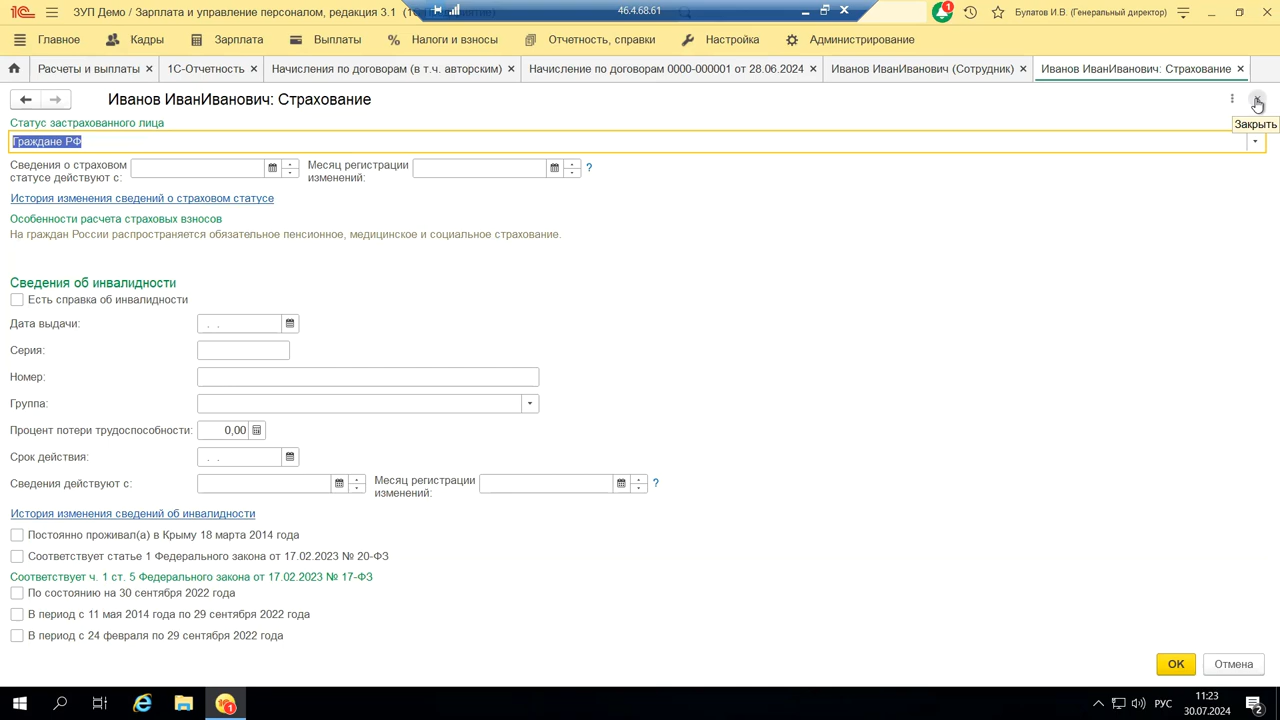 ЗУП Демо / Зарплата и управление персоналом, редакция 3.1 (1С:Предприятие)
46.4.68.61
1
Булатов И.В. (Генеральный директор)
Главное
Кадры
Зарплата
Выплаты
Налоги и взносы
Отчетность, справки
Настройка
Администрирование
Расчеты и выплаты
1С-Отчетность
Начисления по договорам (в т.ч. авторским)
Начисление по договорам 0000-000001 от 28.06.2024
Иванов ИванИванович (Сотрудник)
Иванов ИванИванович: Страхование
Иванов ИванИванович: Страхование
Закрыть
Статус застрахованного лица
Граждане РФ
Сведения о страховом
статусе действуют с:
Месяц регистрации
изменений:
?
История изменения сведений о страховом статусе
Особенности расчета страховых взносов
На граждан России распространяется обязательное пенсионное, медицинское и социальное страхование.
Сведения об инвалидности
Есть справка об инвалидности
Дата выдачи:
. .
Серия:
Номер:
Группа:
Процент потери трудоспособности:
0,00
Срок действия:
. .
Сведения действуют с:
Месяц регистрации
изменений:
?
История изменения сведений об инвалидности
Постоянно проживал(а) в Крыму 18 марта 2014 года
Соответствует статье 1 Федерального закона от 17.02.2023 № 20-ФЗ
Соответствует ч. 1 ст. 5 Федерального закона от 17.02.2023 № 17-ФЗ
По состоянию на 30 сентября 2022 года
В период с 11 мая 2014 года по 29 сентября 2022 года
В период с 24 февраля по 29 сентября 2022 года
ОК
Отмена
РУС
11:23
30.07.2024
2